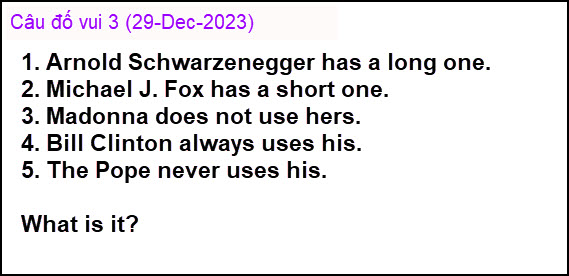 Câu đố vui 3 (29-Dec-2023)
1. Arnold Schwarzenegger has a long one.
2. Michael J. Fox has a short one.
3. Madonna does not use hers.
4. Bill Clinton always uses his.
5. The Pope never uses his.
What is it?